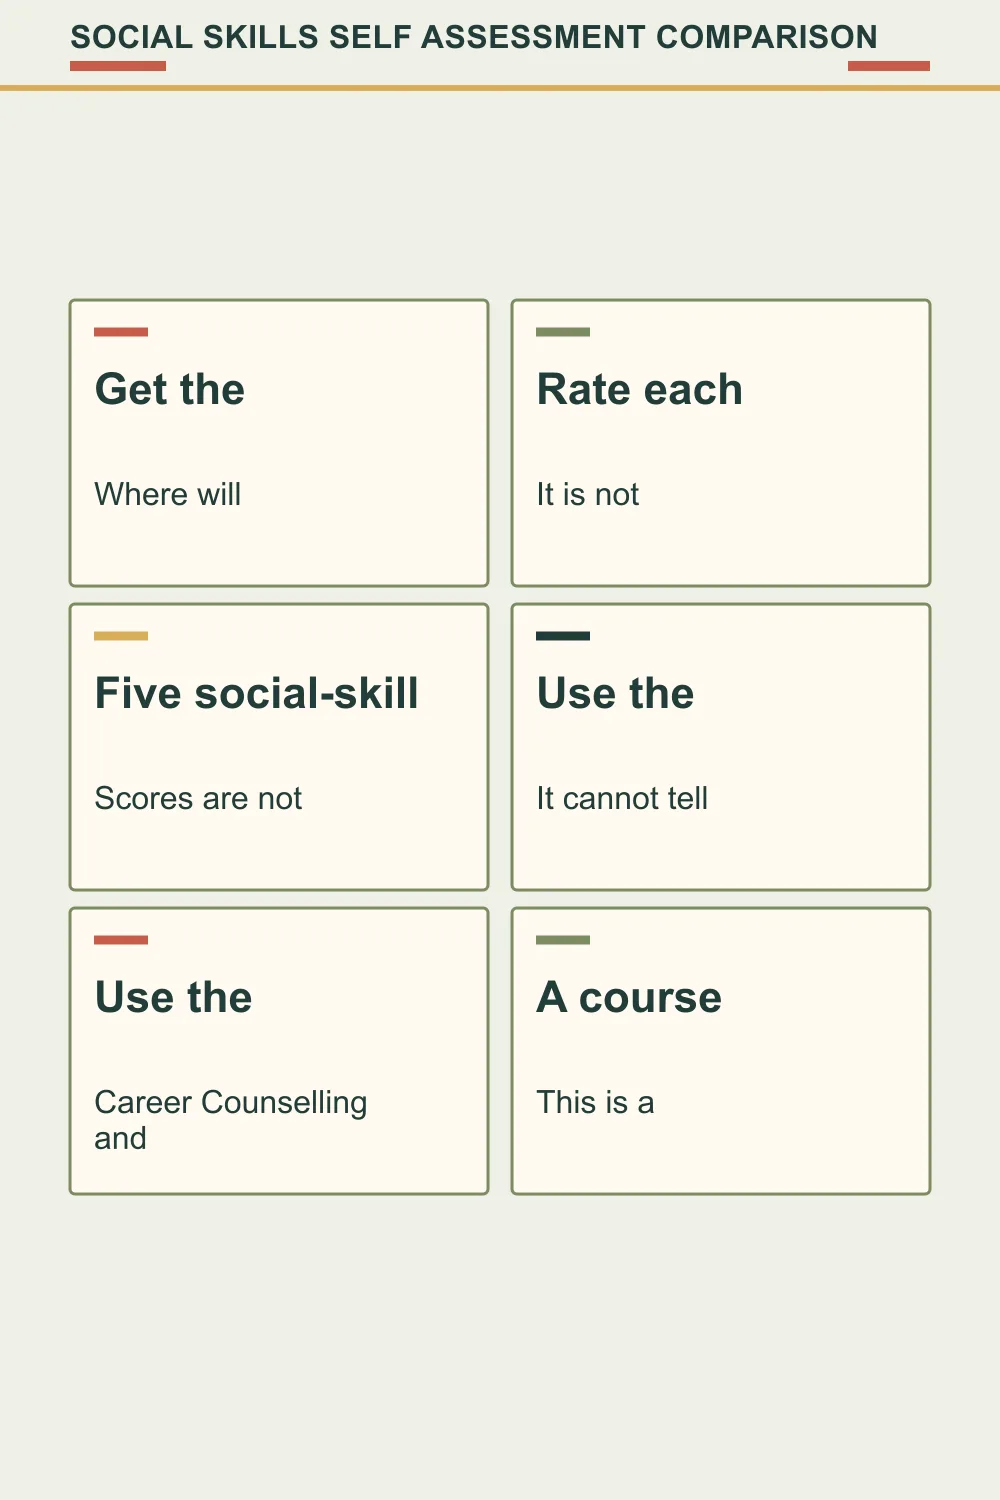 SOCIAL SKILLS SELF ASSESSMENT COMPARISON
Get the
Where will
Rate each
It is not
Five social-skill
Scores are not
Use the
It cannot tell
Use the
Career Counselling
and
A course
This is a